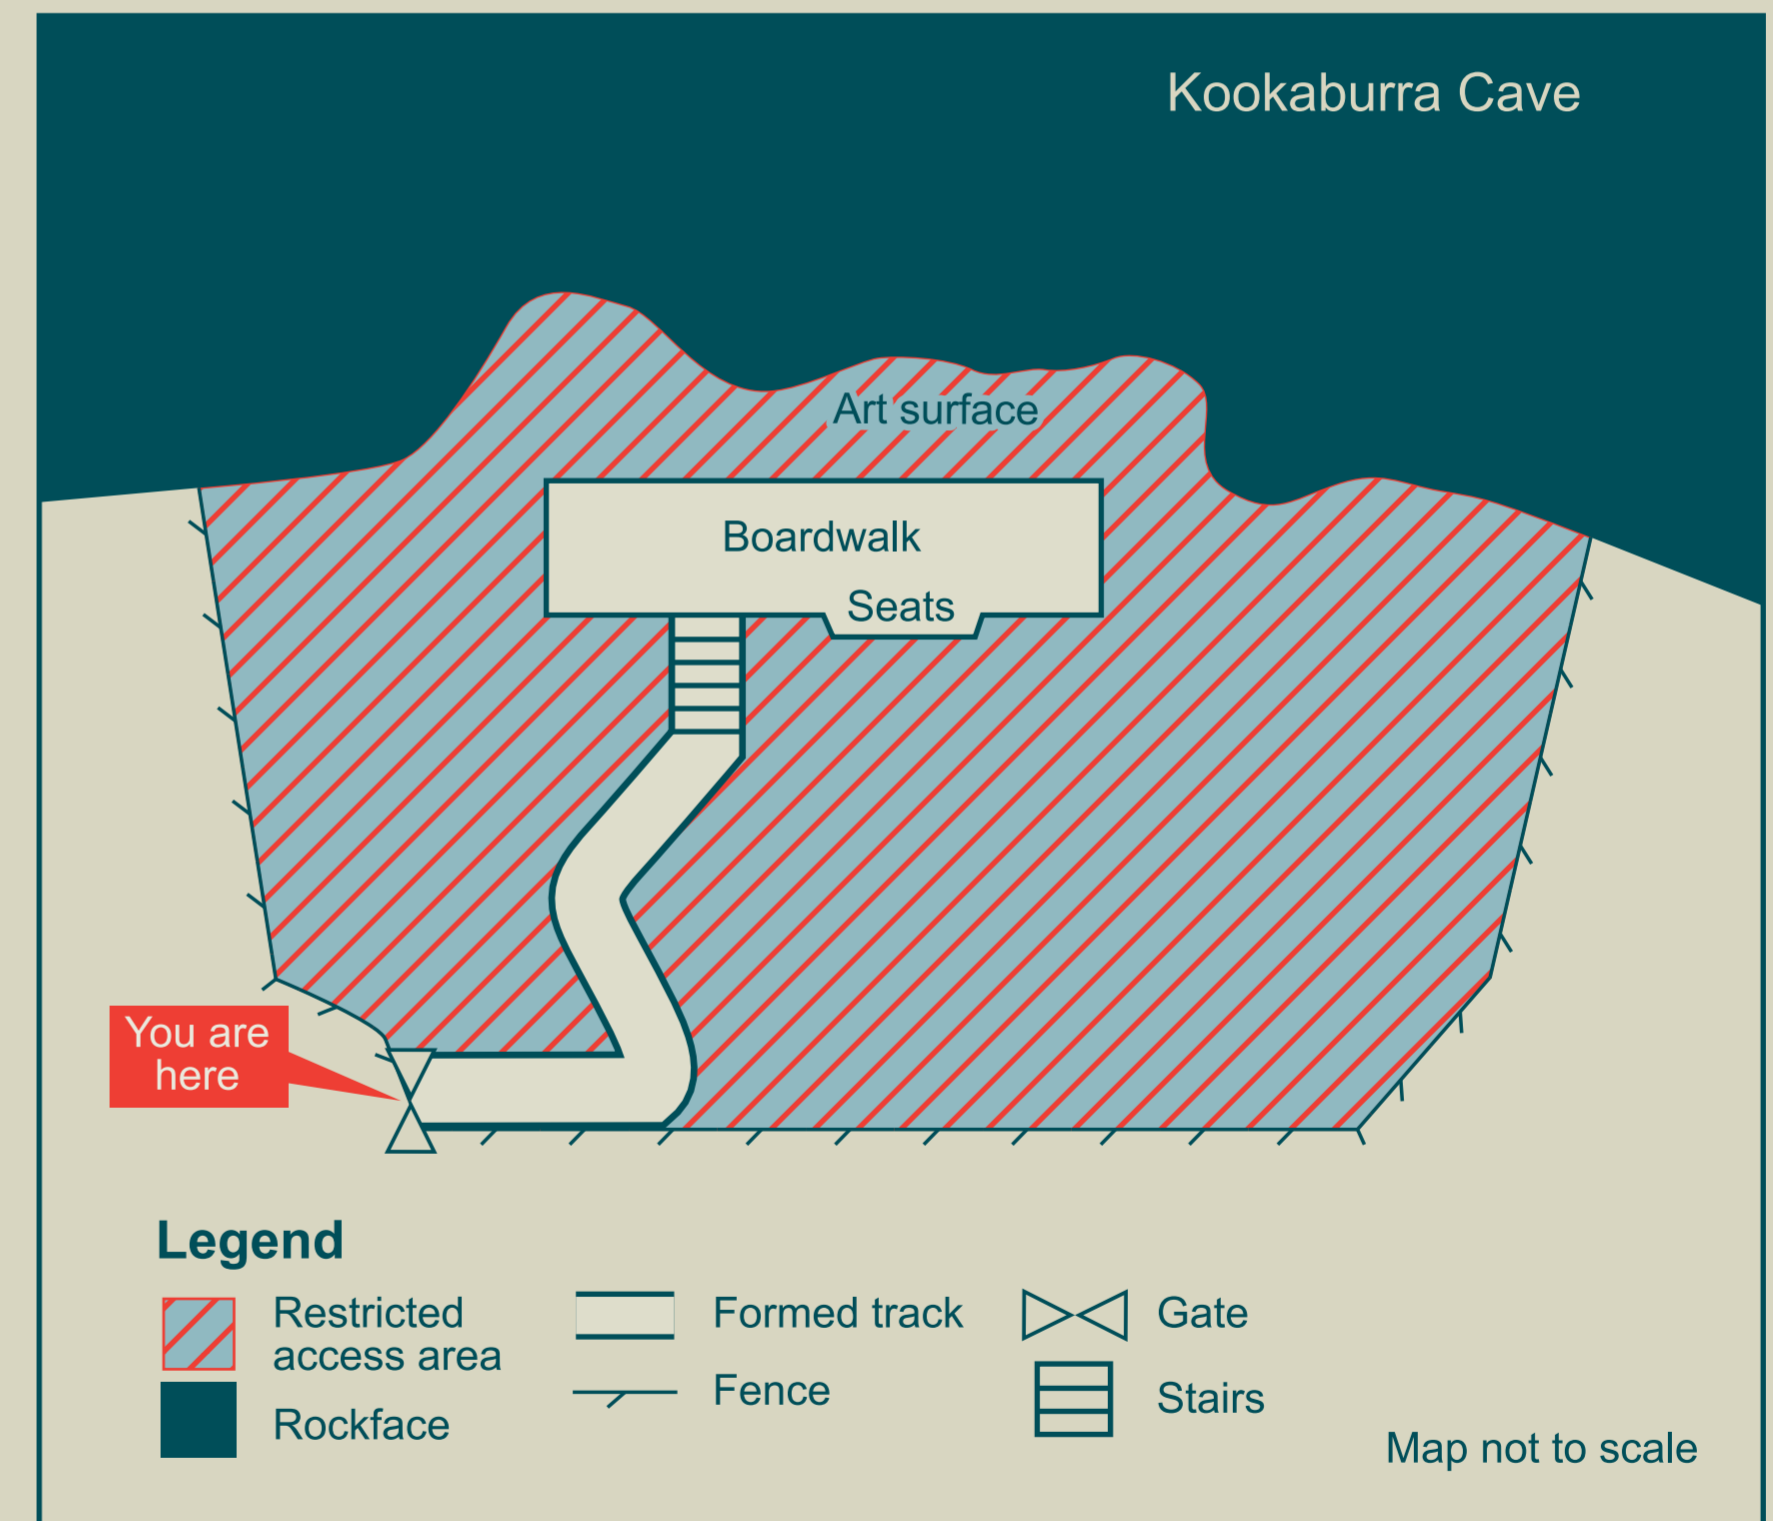 Kookaburra Cave
Art surface
Boardwalk
Seats
You are
here
Legend
Restricted
access area
Rockface
Formed track
Fence
Gate
Stairs
Map not to scale